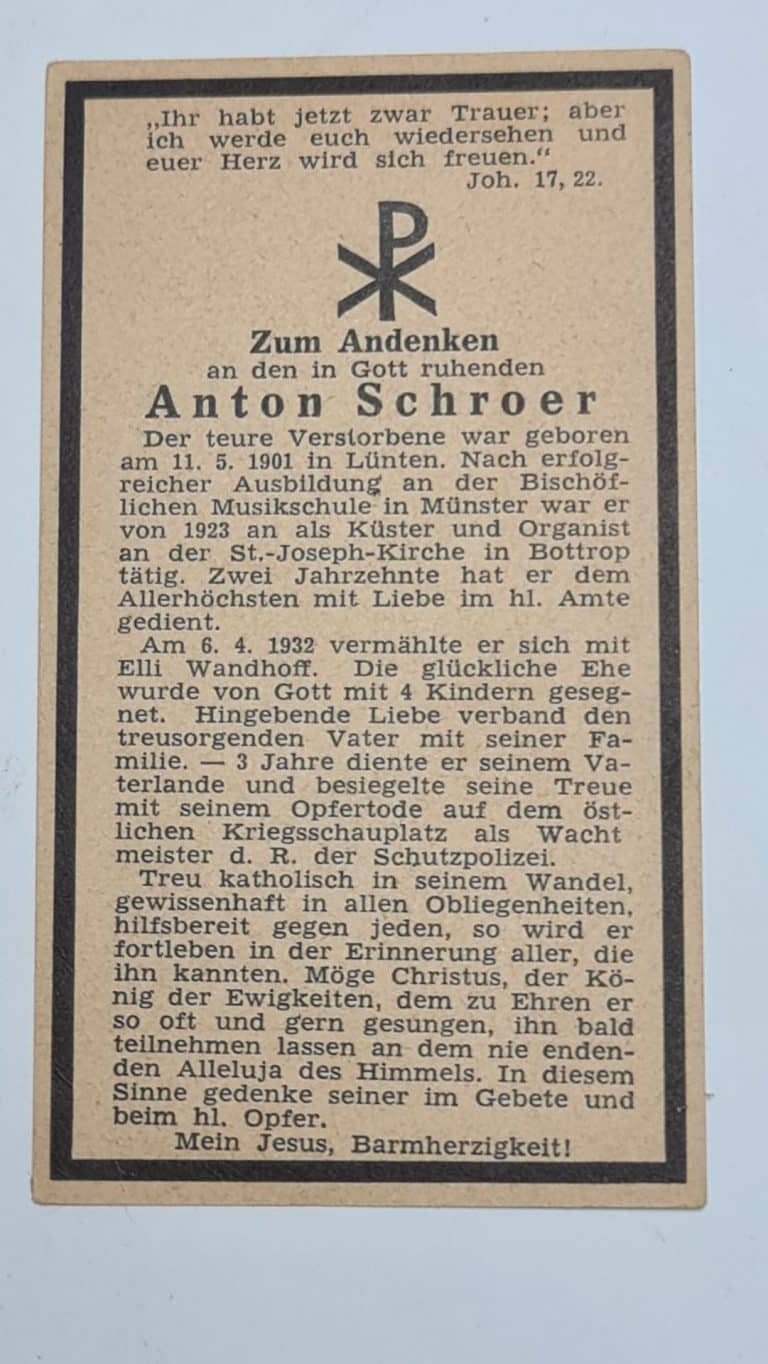 „Ihr habt jetzt zwar Trauer; aber
ich werde euch wiedersehen und
euer Herz wird sich freuen.“
Joh. 17, 22.
Zum Andenken
an den in Gott ruhenden
Anton Schroer
Der teure Verstorbene war geboren
am 11. 5. 1901 in Lünten. Nach erfolg-
reicher Ausbildung an der Bischöf-
lichen Musikschule in Münster war er
von 1923 an als Küster und Organist
an der St.-Joseph-Kirche in Bottrop
tätig. Zwei Jahrzehnte hat er dem
Allerhöchsten mit Liebe im hl. Amte
gedient.
Am 6. 4. 1932 vermählte er sich mit
Elli Wandhoff. Die glückliche Ehe
wurde von Gott mit 4 Kindern geseg-
net. Hingebende Liebe verband den
treusorgenden Vater mit seiner Fa-
milie. — 3 Jahre diente er seinem Va-
terlande und besiegelte seine Treue
mit seinem Opfertode auf dem öst-
lichen Kriegsschauplatz als Wacht
meister d. R. der Schutzpolizei.
Treu katholisch in seinem Wandel,
gewissenhaft in allen Obliegenheiten,
hilfsbereit gegen jeden, so wird er
fortleben in der Erinnerung aller, die
ihn kannten. Möge Christus, der Kö-
nig der Ewigkeiten, dem zu Ehren er
so oft und gern gesungen, ihn bald
teilnehmen lassen an dem nie enden-
den Alleluja des Himmels. In diesem
Sinne gedenke seiner im Gebete und
beim hl. Opfer.
Mein Jesus, Barmherzigkeit!